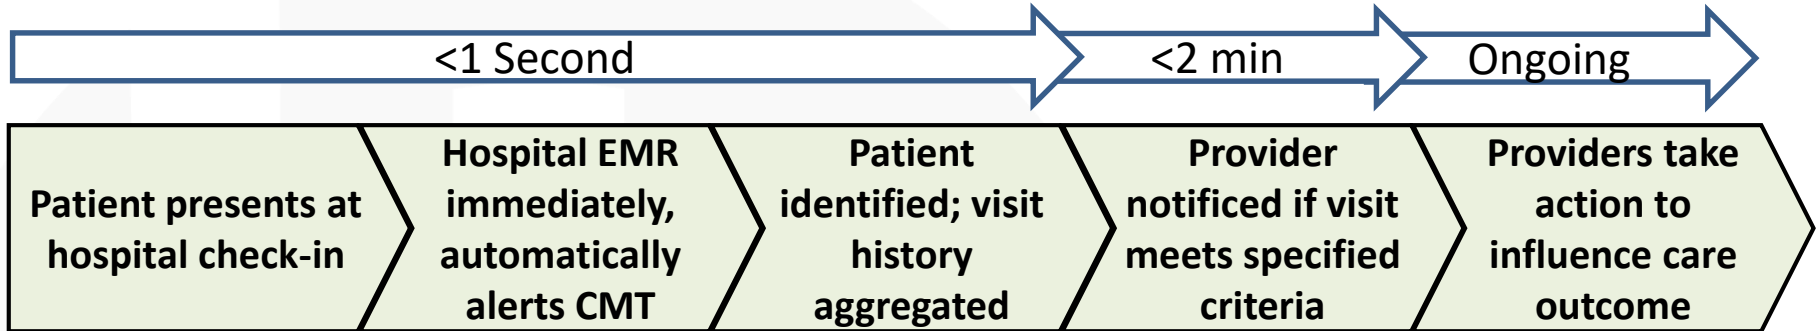 <1 Second
<2 min
Ongoing
Patient presents at
hospital check-in
Hospital EMR
immediately,
automatically
alerts CMT
Patient
identified; visit
history
aggregated
Provider
notificed if visit
meets specified
criteria
Providers take
action to
influence care
outcome